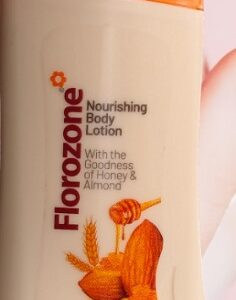 Florozone
Nourishing
Body
Lotion
With the
Goodness
of Honey &
Almond